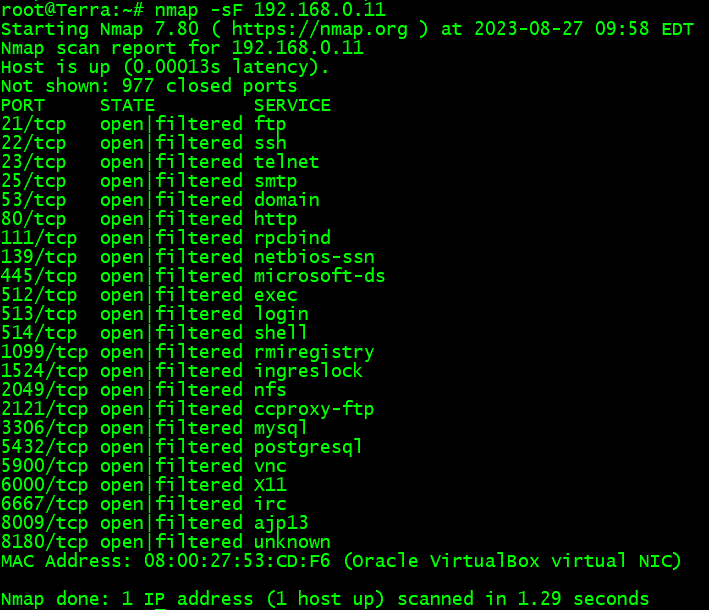 root@Terra:~# nmap -sF 192.168.0.11
Starting Nmap 7.80 ( https://nmap.org ) at 2023-08-27 09:58 EDT
Nmap scan report for 192.168.0.11
Host is up (0.00013s latency).
Not shown: 977 closed ports
PORT     STATE         SERVICE
21/tcp   open|filtered ftp
22/tcp   open|filtered ssh
23/tcp   open|filtered telnet
25/tcp   open|filtered smtp
53/tcp   open|filtered domain
80/tcp   open|filtered http
111/tcp  open|filtered rpcbind
139/tcp  open|filtered netbios-ssn
445/tcp  open|filtered microsoft-ds
512/tcp  open|filtered exec
513/tcp  open|filtered login
514/tcp  open|filtered shell
1099/tcp open|filtered rmiregistry
1524/tcp open|filtered ingreslock
2049/tcp open|filtered nfs
2121/tcp open|filtered ccproxy-ftp
3306/tcp open|filtered mysql
5432/tcp open|filtered postgresql
5900/tcp open|filtered vnc
6000/tcp open|filtered X11
6667/tcp open|filtered irc
8009/tcp open|filtered ajp13
8180/tcp open|filtered unknown
MAC Address: 08:00:27:53:CD:F6 (Oracle VirtualBox virtual NIC)
Nmap done: 1 IP address (1 host up) scanned in 1.29 seconds